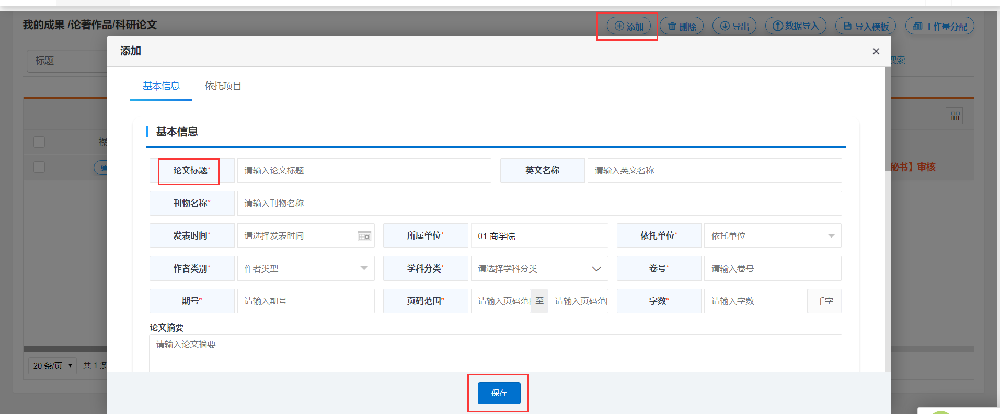 我的成果 /论著作品/科研论文
添加 删除 导出 数据导入 导入模板 工作量分配
添加 ×
标题 搜索
基本信息 依托项目
基本信息
操
论文标题* 请输入论文标题 英文名称 请输入英文名称
编 秘书】审核
刊物名称* 请输入刊物名称
发表时间* 请选择发表时间 所属单位* 01 商学院 依托单位* 依托单位
作者类别* 作者类型 学科分类* 请选择学科分类 卷号* 请输入卷号
期号* 请输入期号 页码范围* 请输入页码范围 至 请输入页码范围 字数* 请输入字数 千字
论文摘要
请输入论文摘要
20 条/页 共 1 条
保存